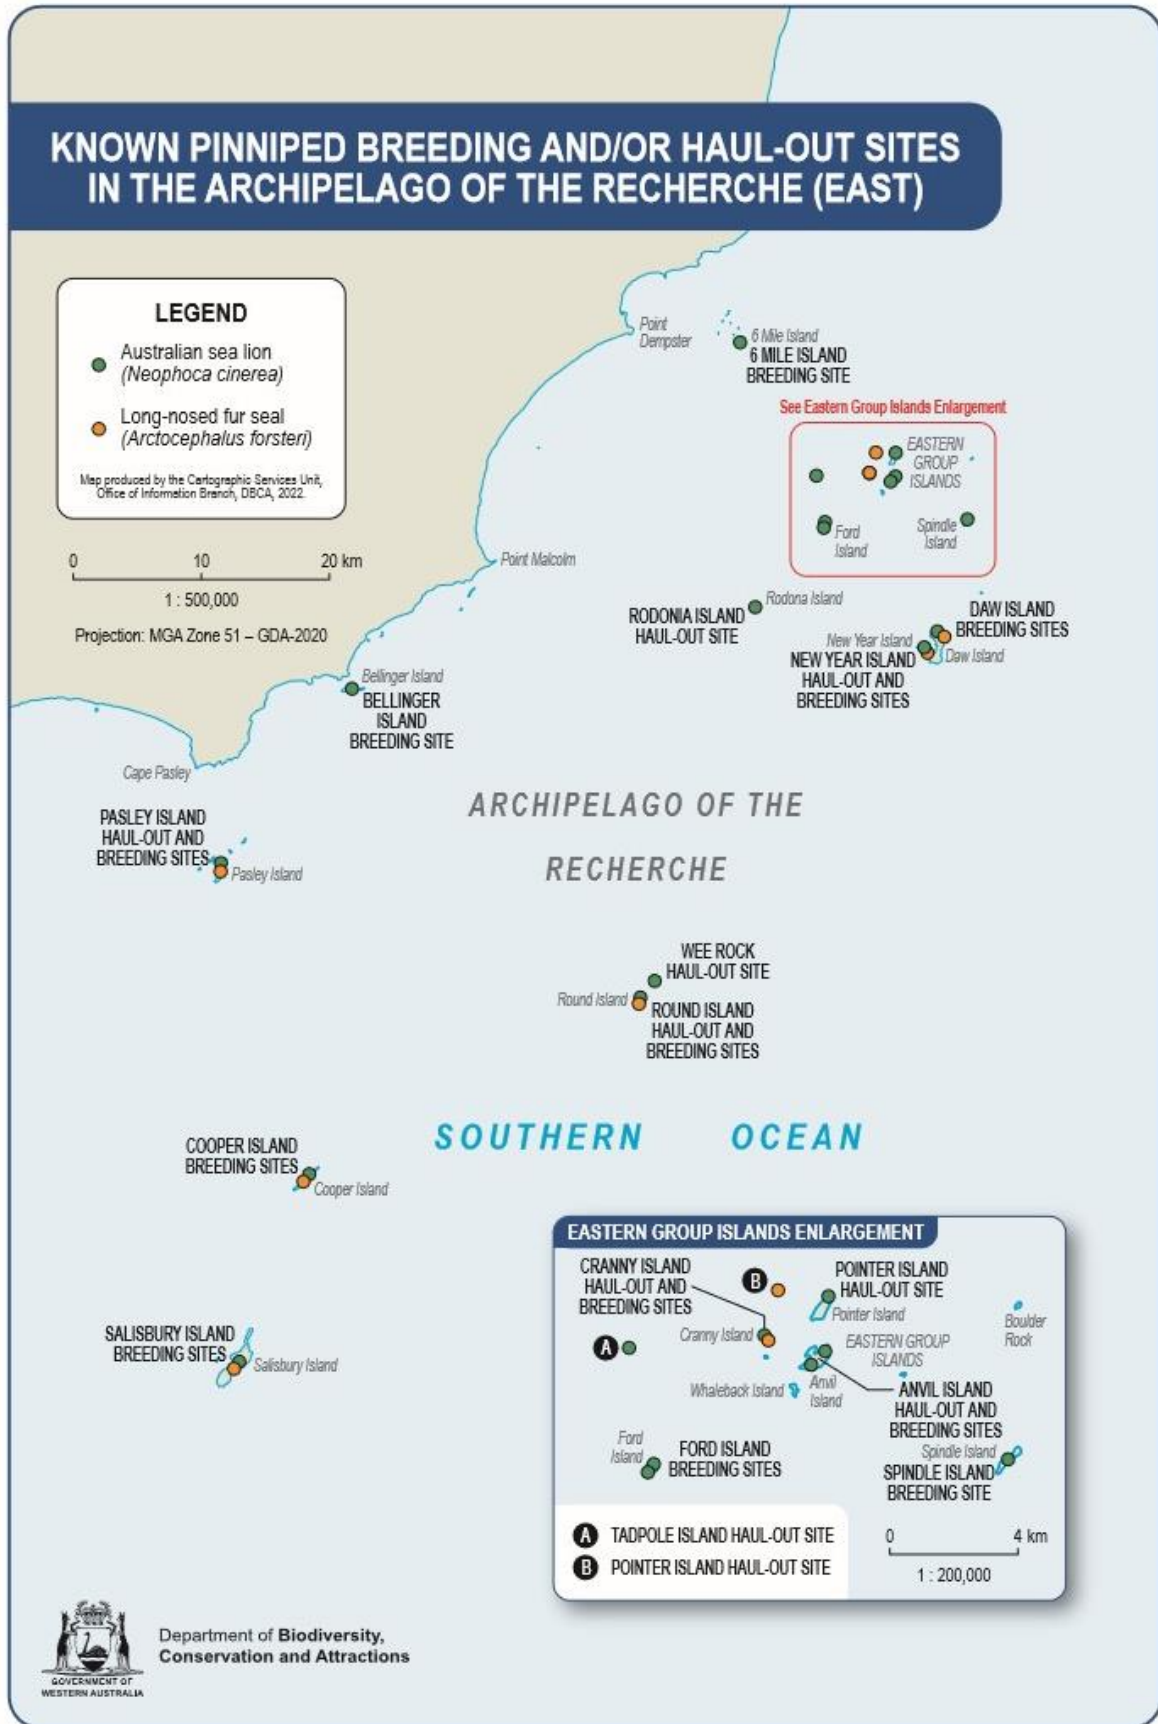 KNOWN PINNIPED BREEDING AND/OR HAUL-OUT SITES
IN THE ARCHIPELAGO OF THE RECHERCHE (EAST)
LEGEND
Australian sea lion
(Neophoca cinerea)
Long-nosed fur seal
(Arctocephalus forsteri)
Map produced by the Cartographic Services Unit,
Office of Information Branch, DBCA, 2022.
0 10 20 km
1 : 500,000
Projection: MGA Zone 51 – GDA-2020
Point
Dempster
6 Mile Island
6 MILE ISLAND
BREEDING SITE
See Eastern Group Islands Enlargement
EASTERN
GROUP
ISLANDS
Ford
Island
Spindle
Island
Point Malcolm
Rodona Island
RODONIA ISLAND
HAUL-OUT SITE
DAW ISLAND
BREEDING SITES
New Year Island
Daw Island
NEW YEAR ISLAND
HAUL-OUT AND
BREEDING SITES
Bellinger Island
BELLINGER
ISLAND
BREEDING SITE
Cape Pasley
PASLEY ISLAND
HAUL-OUT AND
BREEDING SITES
Pasley Island
ARCHIPELAGO OF THE
RECHERCHE
WEE ROCK
HAUL-OUT SITE
Round Island
ROUND ISLAND
HAUL-OUT AND
BREEDING SITES
SOUTHERN OCEAN
COOPER ISLAND
BREEDING SITES
Cooper Island
SALISBURY ISLAND
BREEDING SITES
Salisbury Island
EASTERN GROUP ISLANDS ENLARGEMENT
CRANNY ISLAND
HAUL-OUT AND
BREEDING SITES
B
POINTER ISLAND
HAUL-OUT SITE
Pointer Island
Boulder
Rock
Cranny Island
A
EASTERN GROUP
ISLANDS
Whaleback Island
Anvil
Island
ANVIL ISLAND
HAUL-OUT AND
BREEDING SITES
Ford
Island
FORD ISLAND
BREEDING SITES
Spindle Island
SPINDLE ISLAND
BREEDING SITE
A TADPOLE ISLAND HAUL-OUT SITE
B POINTER ISLAND HAUL-OUT SITE
0 4 km
1 : 200,000
Department of Biodiversity,
Conservation and Attractions
GOVERNMENT OF
WESTERN AUSTRALIA